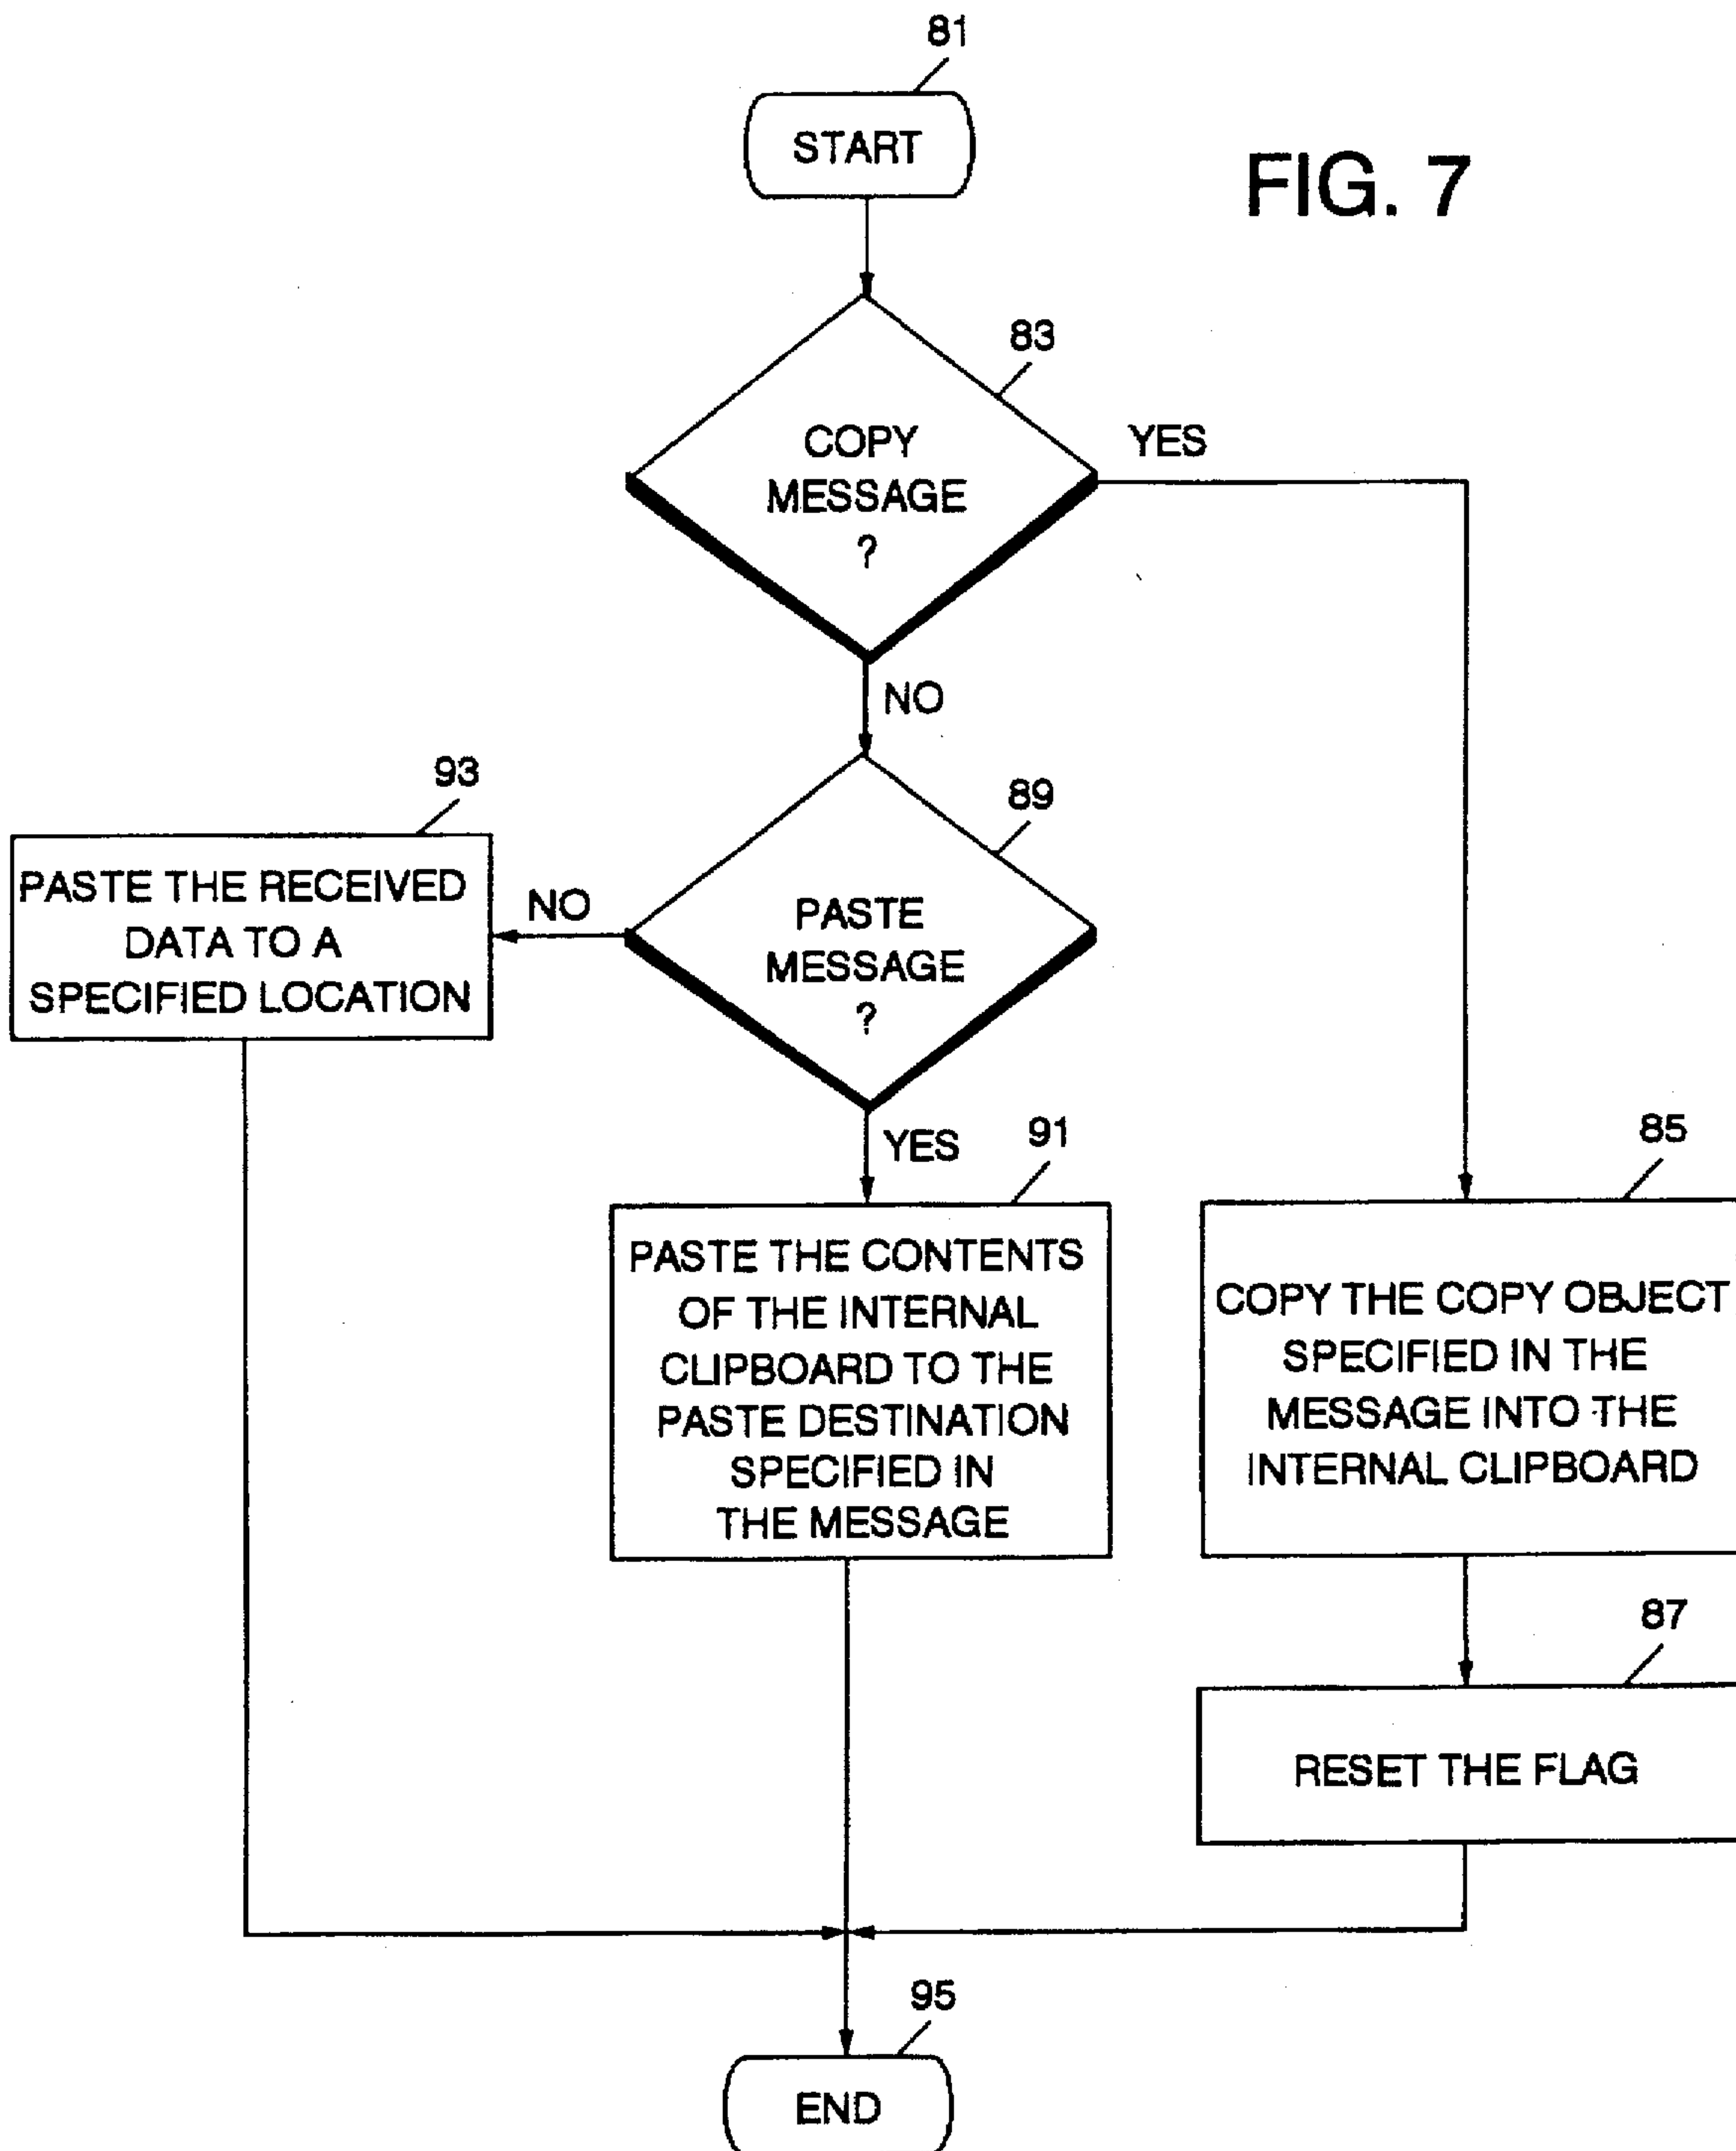 81
START
FIG. 7
83
COPY
MESSAGE
?
YES
NO
93
89
PASTE THE RECEIVED
DATA TO A
SPECIFIED LOCATION
NO
PASTE
MESSAGE
?
YES
91
85
PASTE THE CONTENTS
OF THE INTERNAL
CLIPBOARD TO THE
PASTE DESTINATION
SPECIFIED IN
THE MESSAGE
COPY THE COPY OBJECT
SPECIFIED IN THE
MESSAGE INTO THE
INTERNAL CLIPBOARD
87
RESET THE FLAG
95
END